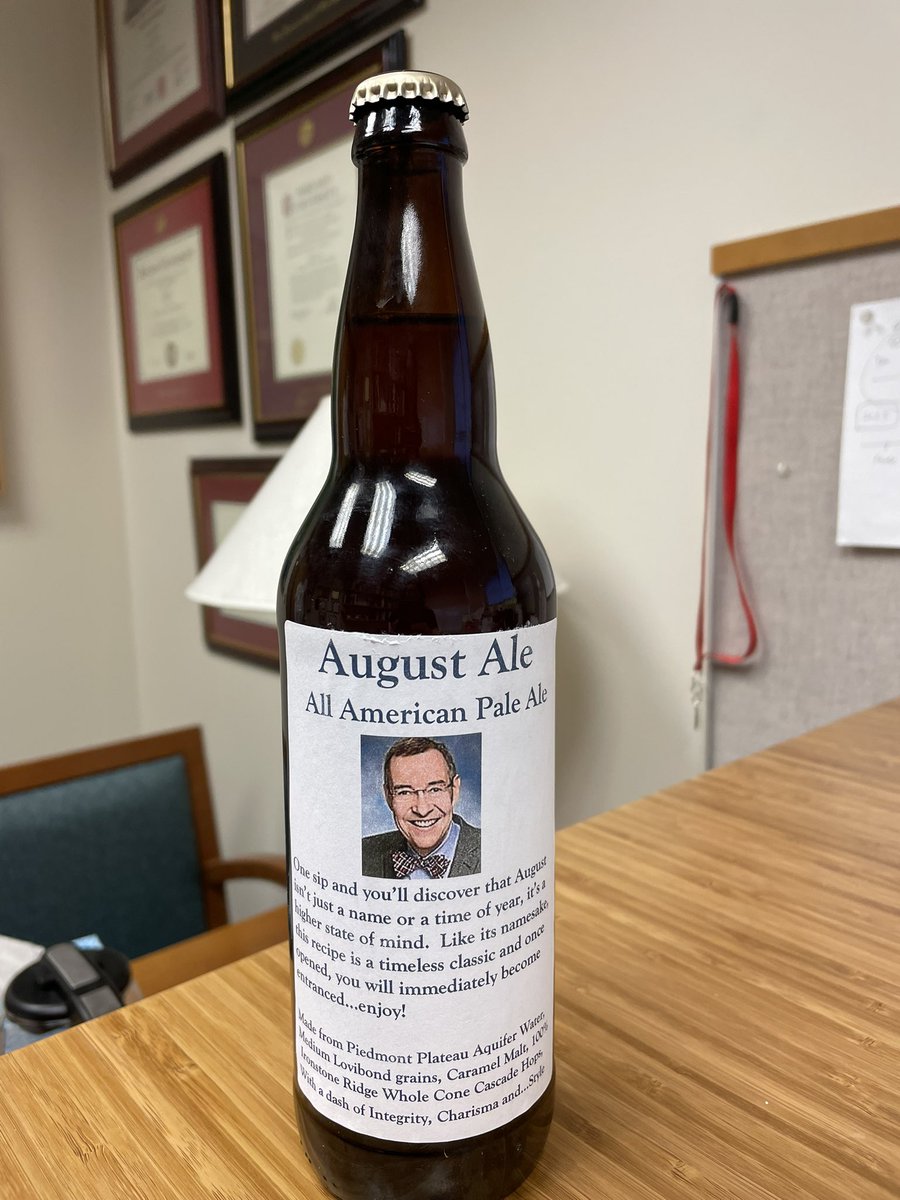 August Ale
All American Pale Ale
One sip and you'll discover that August
isn't just a name or a time of year, it's a
higher state of mind. Like its namesake,
this recipe is a timeless classic and once
opened, you will immediately become
entranced...enjoy!
Made from Piedmont Plateau Aquifer Water,
Medium Lovibond grains, Caramel Malt, 100%
Ironstone Ridge Whole Cone Cascade Hops,
With a dash of Integrity, Charisma and...Style